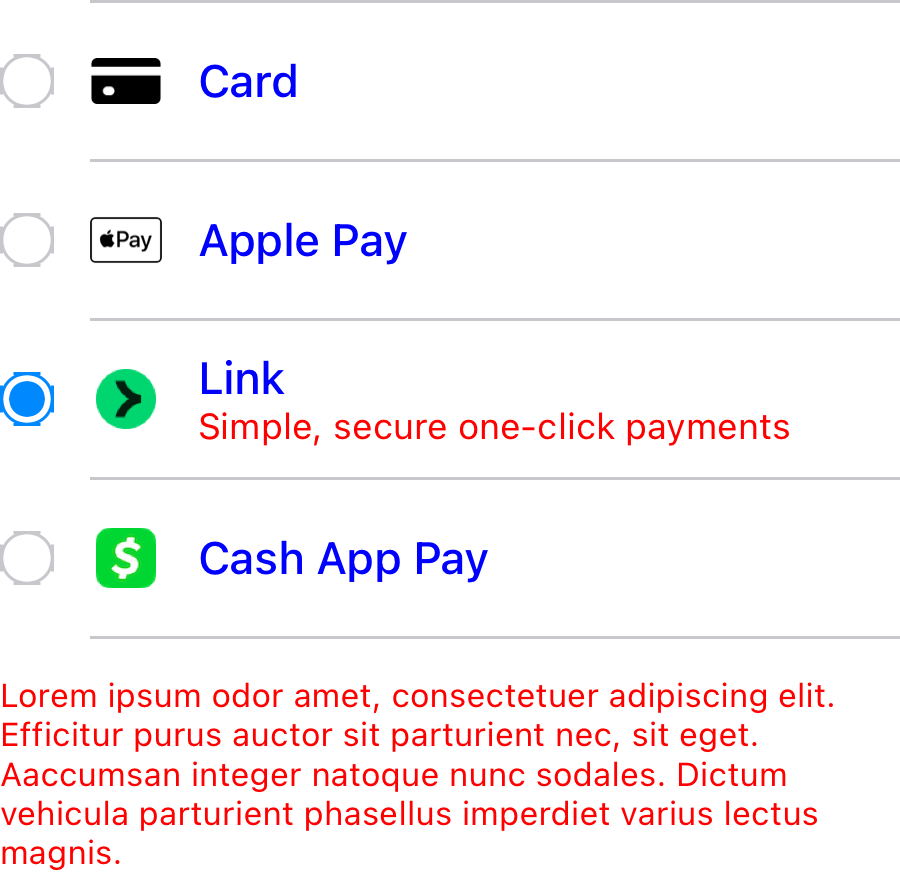 Card
Pay
Apple Pay
Link
Simple, secure one-click payments
$
Cash App Pay
Lorem ipsum odor amet, consectetuer adipiscing elit.
Efficitur purus auctor sit parturient nec, sit eget.
Aaccumsan integer natoque nunc sodales. Dictum
vehicula parturient phasellus imperdiet varius lectus
magnis.